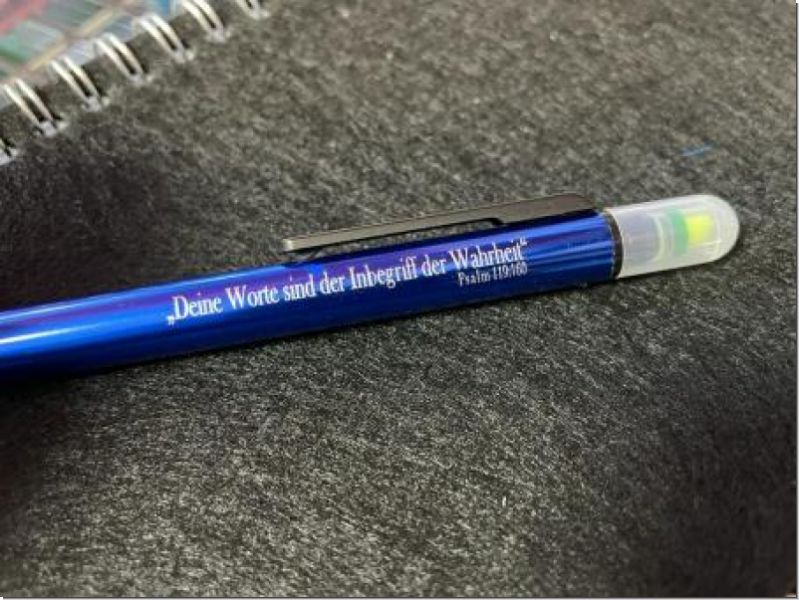 „Deine Worte sind der Inbegriff der Wahrheit“
Psalm 119:160